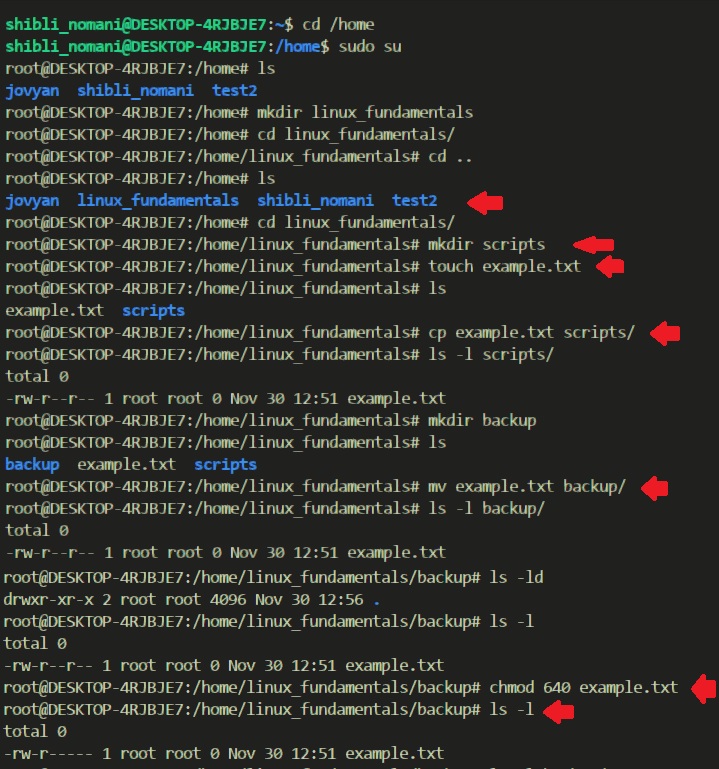 shibli_nomani@DESKTOP-4RJBJE7:~$ cd /home
shibli_nomani@DESKTOP-4RJBJE7:/home$ sudo su
root@DESKTOP-4RJBJE7:/home# ls
jovyan  shibli_nomani  test2
root@DESKTOP-4RJBJE7:/home# mkdir linux_fundamentals
root@DESKTOP-4RJBJE7:/home# cd linux_fundamentals/
root@DESKTOP-4RJBJE7:/home/linux_fundamentals# cd ..
root@DESKTOP-4RJBJE7:/home# ls
jovyan  linux_fundamentals  shibli_nomani  test2
root@DESKTOP-4RJBJE7:/home# cd linux_fundamentals/
root@DESKTOP-4RJBJE7:/home/linux_fundamentals# mkdir scripts
root@DESKTOP-4RJBJE7:/home/linux_fundamentals# touch example.txt
root@DESKTOP-4RJBJE7:/home/linux_fundamentals# ls
example.txt  scripts
root@DESKTOP-4RJBJE7:/home/linux_fundamentals# cp example.txt scripts/
root@DESKTOP-4RJBJE7:/home/linux_fundamentals# ls -l scripts/
total 0
-rw-r--r-- 1 root root 0 Nov 30 12:51 example.txt
root@DESKTOP-4RJBJE7:/home/linux_fundamentals# mkdir backup
root@DESKTOP-4RJBJE7:/home/linux_fundamentals# ls
backup  example.txt  scripts
root@DESKTOP-4RJBJE7:/home/linux_fundamentals# mv example.txt backup/
root@DESKTOP-4RJBJE7:/home/linux_fundamentals# ls -l backup/
total 0
-rw-r--r-- 1 root root 0 Nov 30 12:51 example.txt
root@DESKTOP-4RJBJE7:/home/linux_fundamentals/backup# ls -ld
drwxr-xr-x 2 root root 4096 Nov 30 12:56 .
root@DESKTOP-4RJBJE7:/home/linux_fundamentals/backup# ls -l
total 0
-rw-r--r-- 1 root root 0 Nov 30 12:51 example.txt
root@DESKTOP-4RJBJE7:/home/linux_fundamentals/backup# chmod 640 example.txt
root@DESKTOP-4RJBJE7:/home/linux_fundamentals/backup# ls -l
total 0
-rw-r----- 1 root root 0 Nov 30 12:51 example.txt